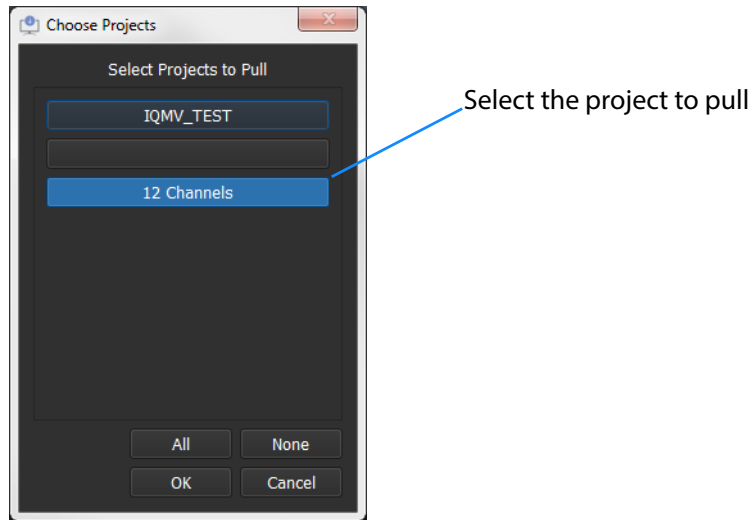 Choose Projects
Select Projects to Pull
IQMV_TEST
12 Channels
All None
OK Cancel
Select the project to pull